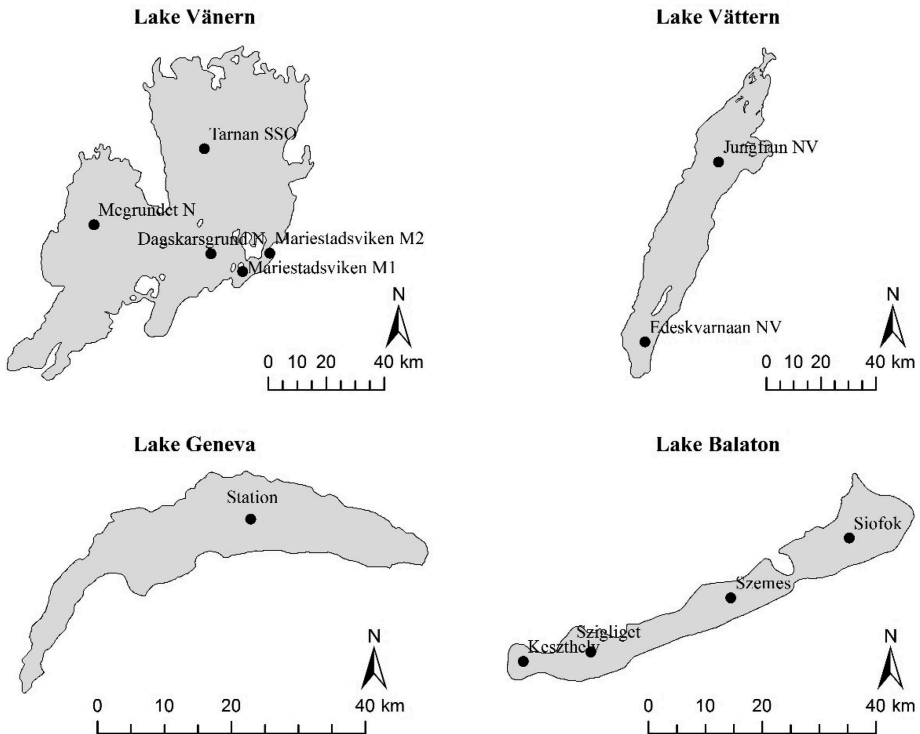 Lake Vänern
Tarnan SSO
Megrundet N
Dagskarsgrund N
Mariestadsviken M2
Mariestadsviken M1
N
0 10 20 40 km
Lake Vättern
Jungfrun NV
Edeskvarnaan NV
N
0 10 20 40 km
Lake Geneva
Station
N
0 10 20 40 km
Lake Balaton
Siofok
Szemes
Szigliget
Keszthely
N
0 10 20 40 km